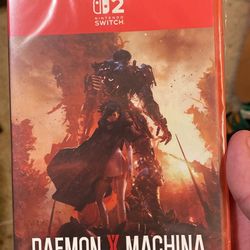 2
NINTENDO
SWITCH
DAEMON X MACHINA